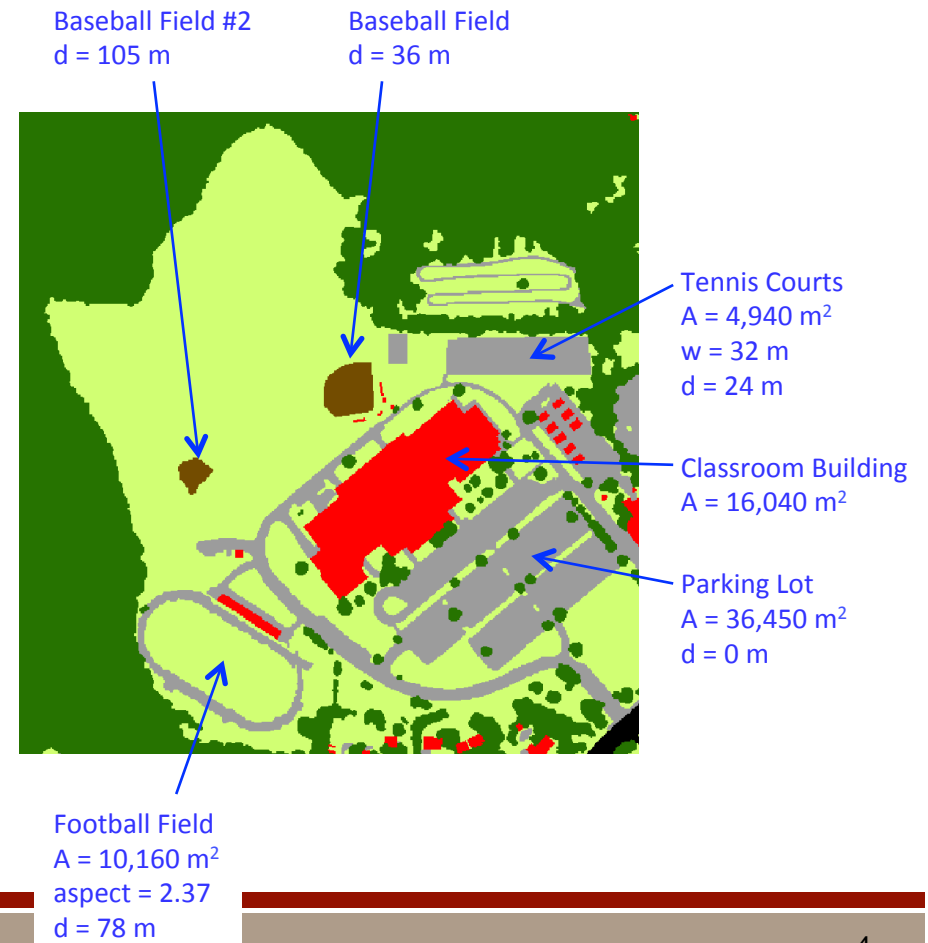 Baseball Field #2
d = 105 m
Baseball Field
d = 36 m
Tennis Courts
A = 4,940 m²
w = 32 m
d = 24 m
Classroom Building
A = 16,040 m²
Parking Lot
A = 36,450 m²
d = 0 m
Football Field
A = 10,160 m²
aspect = 2.37
d = 78 m